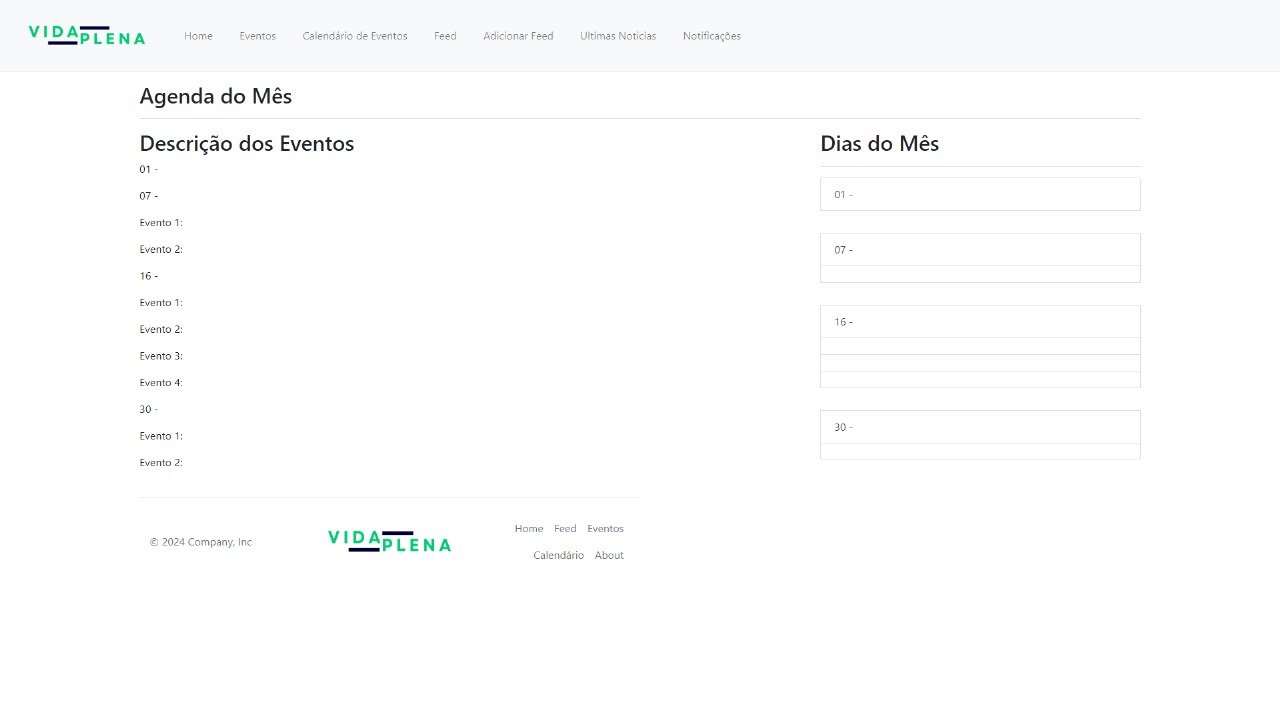 VIDA PLENA
Home Eventos Calendário de Eventos Feed Adicionar Feed Ultimas Noticias Notificações
Agenda do Mês
Descrição dos Eventos
01 -
07 -
Evento 1:
Evento 2:
16 -
Evento 1:
Evento 2:
Evento 3:
Evento 4:
30 -
Evento 1:
Evento 2:
Dias do Mês
01 -
07 -
16 -
30 -
© 2024 Company, Inc
VIDA PLENA
Home Feed Eventos
Calendário About